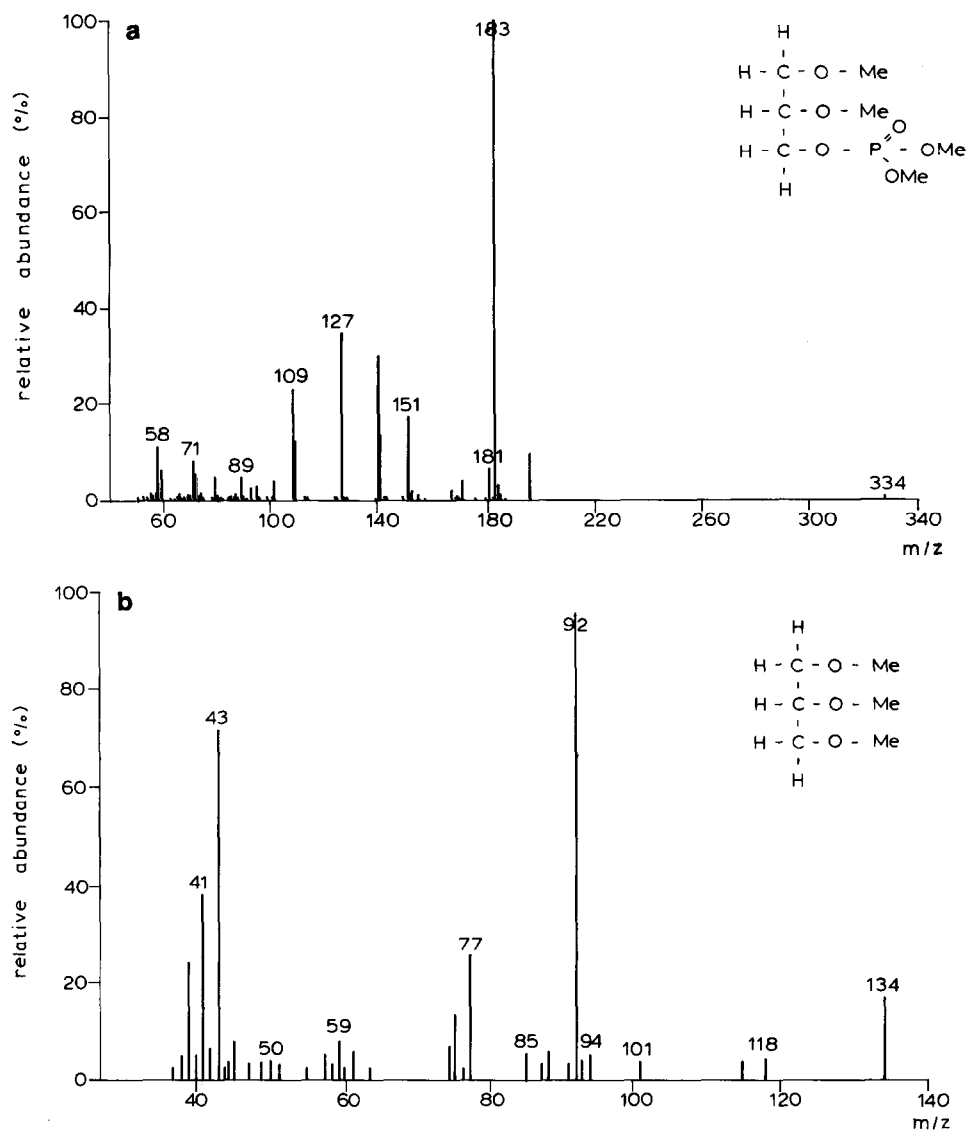 a
relative abundance (%)
100
80
60
40
20
0
58
71
89
109
127
151
181
183
334
60 100 140 180 220 260 300 340
m/z
H
H - C - O - Me
H - C - O - Me
H - C - O - P - OMe
O
OMe
H
b
relative abundance (%)
100
80
60
40
20
0
41
43
50
59
77
85
92
94
101
118
134
40 60 80 100 120 140
m/z
H
H - C - O - Me
H - C - O - Me
H - C - O - Me
H